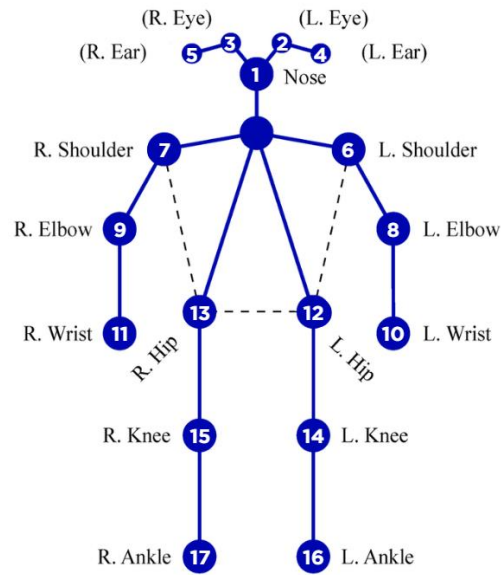 (R. Eye) (L. Eye)
3 2
(R. Ear) 5 4 (L. Ear)
1 Nose
R. Shoulder 7 6 L. Shoulder
R. Elbow 9 8 L. Elbow
R. Wrist 11 10 L. Wrist
13 12
R. Hip L. Hip
R. Knee 15 14 L. Knee
R. Ankle 17 16 L. Ankle